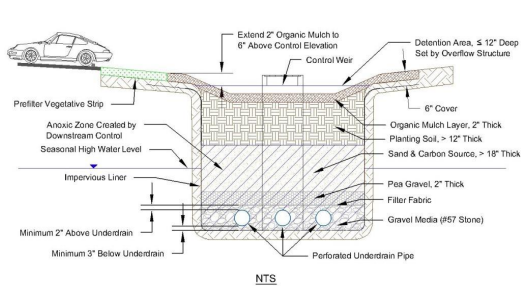 Extend 2" Organic Mulch to
6" Above Control Elevation
Control Weir
Detention Area, ≤ 12" Deep
Set by Overflow Structure
Prefilter Vegetative Strip
6" Cover
Anoxic Zone Created by
Downstream Control
Seasonal High Water Level
Organic Mulch Layer, 2" Thick
Planting Soil, > 12" Thick
Sand & Carbon Source, > 18" Thick
Impervious Liner
Pea Gravel, 2" Thick
Filter Fabric
Gravel Media (#57 Stone)
Minimum 2" Above Underdrain
Minimum 3" Below Underdrain
Perforated Underdrain Pipe
NTS